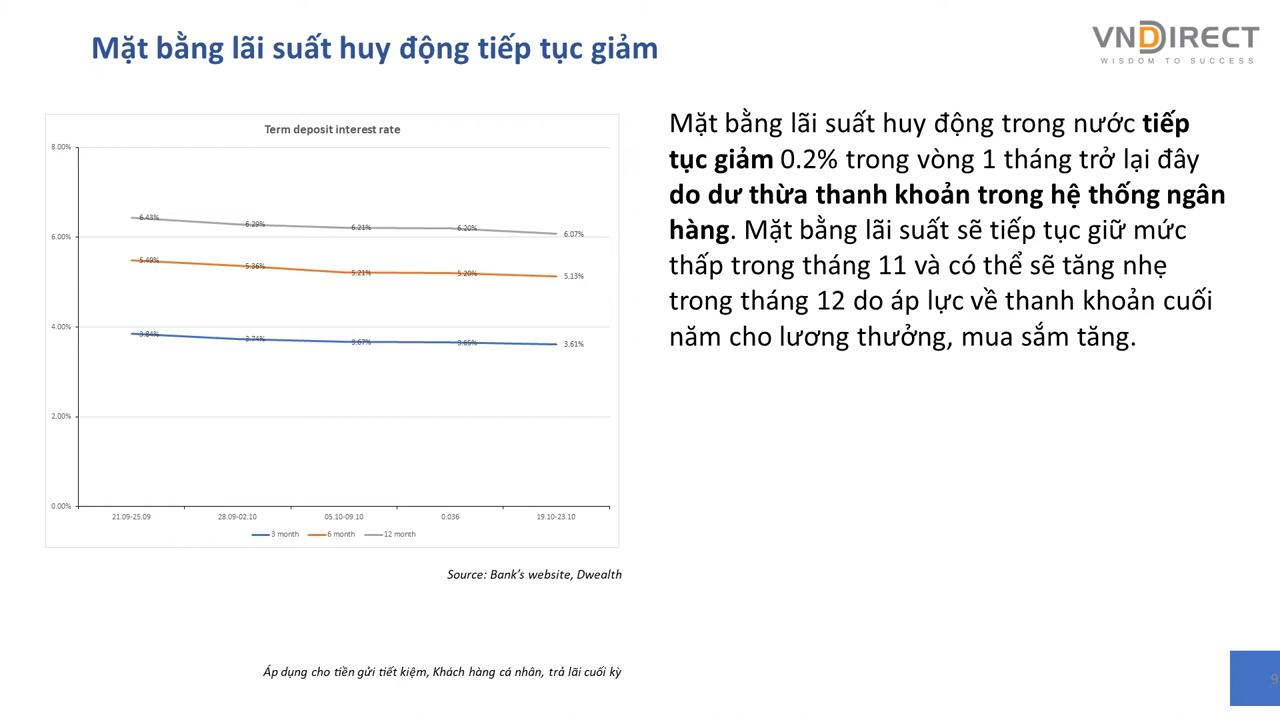 Mặt bằng lãi suất huy động tiếp tục giảm
VNDIRECT
WISDOM TO SUCCESS
Term deposit interest rate
8.00%
6.00%
4.00%
2.00%
0.00%
6.43% 6.29% 6.21% 6.20% 6.07%
5.49% 5.36% 5.21% 5.20% 5.13%
3.84% 3.74% 3.67% 3.65% 3.61%
21.09-25.09 28.09-02.10 05.10-09.10 0.036 19.10-23.10
3 month 6 month 12 month
Source: Bank's website, Dwealth
Áp dụng cho tiền gửi tiết kiệm, Khách hàng cá nhân, trả lãi cuối kỳ
Mặt bằng lãi suất huy động trong nước tiếp
tục giảm 0.2% trong vòng 1 tháng trở lại đây
do dư thừa thanh khoản trong hệ thống ngân
hàng. Mặt bằng lãi suất sẽ tiếp tục giữ mức
thấp trong tháng 11 và có thể sẽ tăng nhẹ
trong tháng 12 do áp lực về thanh khoản cuối
năm cho lương thưởng, mua sắm tăng.